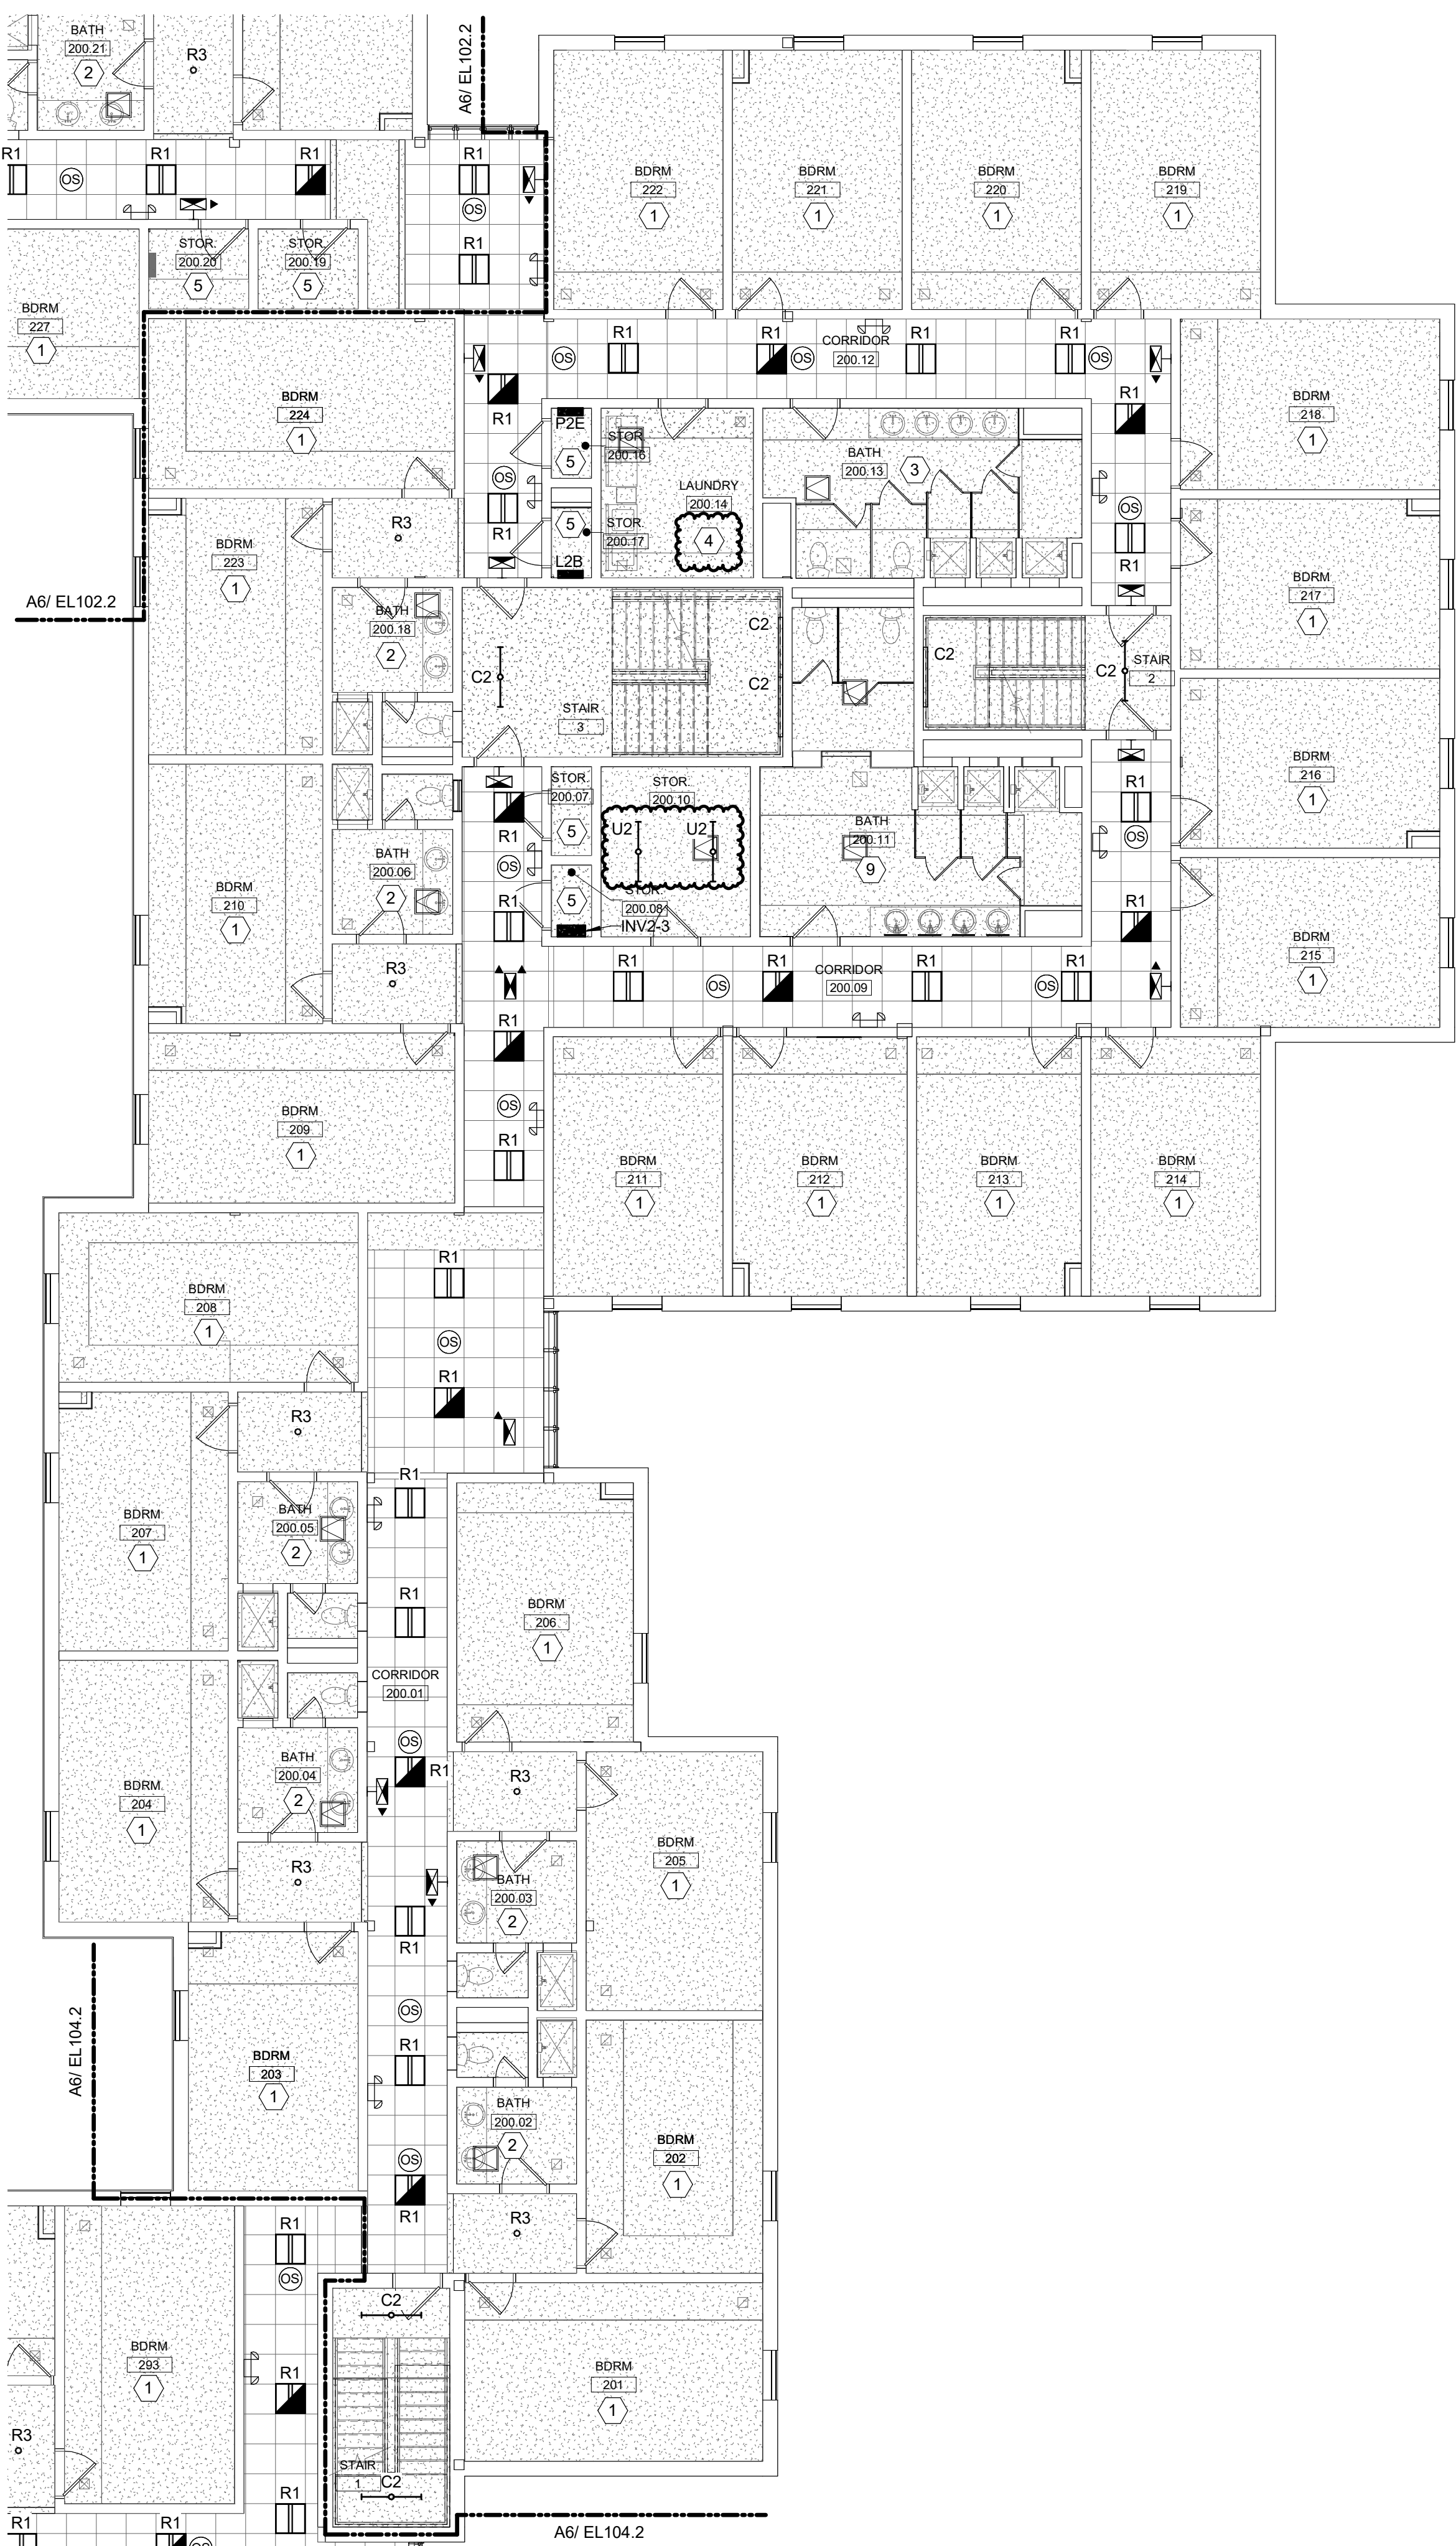 BATH
200.21
2
R3
A6/ EL102.2
R1
R1
R1
R1
OS
OS
R1
STOR.
200.20
5
STOR.
200.19
5
BDRM
222
1
BDRM
221
1
BDRM
220
1
BDRM
219
1
BDRM
227
1
R1
R1
CORRIDOR
200.12
R1
R1
OS
OS
OS
BDRM
224
1
R1
P2E
5
STOR.
200.16
BATH
200.13
3
R1
BDRM
218
1
OS
R1
LAUNDRY
200.14
4
5
STOR.
200.17
L2B
OS
R1
R3
BDRM
223
1
BDRM
217
1
A6/ EL102.2
BATH
200.18
2
C2
C2
C2
STAIR
3
C2
C2
STAIR
2
BDRM
216
1
R1
OS
R1
STOR.
200.07
5
STOR.
200.10
U2
U2
BATH
200.11
9
R1
OS
R1
BATH
200.06
2
BDRM
210
1
5
STOR.
200.08
INV2-3
BDRM
215
1
R3
R1
R1
CORRIDOR
200.09
R1
R1
OS
OS
R1
OS
R1
BDRM
209
1
BDRM
211
1
BDRM
212
1
BDRM
213
1
BDRM
214
1
R1
OS
R1
BDRM
208
1
R3
R1
BATH
200.05
2
BDRM
207
1
R1
BDRM
206
1
CORRIDOR
200.01
OS
R1
BATH
200.04
2
BDRM
204
1
R3
R3
BDRM
205
1
BATH
200.03
2
R1
OS
R1
A6/ EL104.2
BDRM
203
1
BATH
200.02
2
BDRM
202
1
OS
R1
R3
R1
OS
C2
BDRM
293
1
R1
BDRM
201
1
R3
STAIR
1
C2
R1
R1
R1
OS
A6/ EL104.2